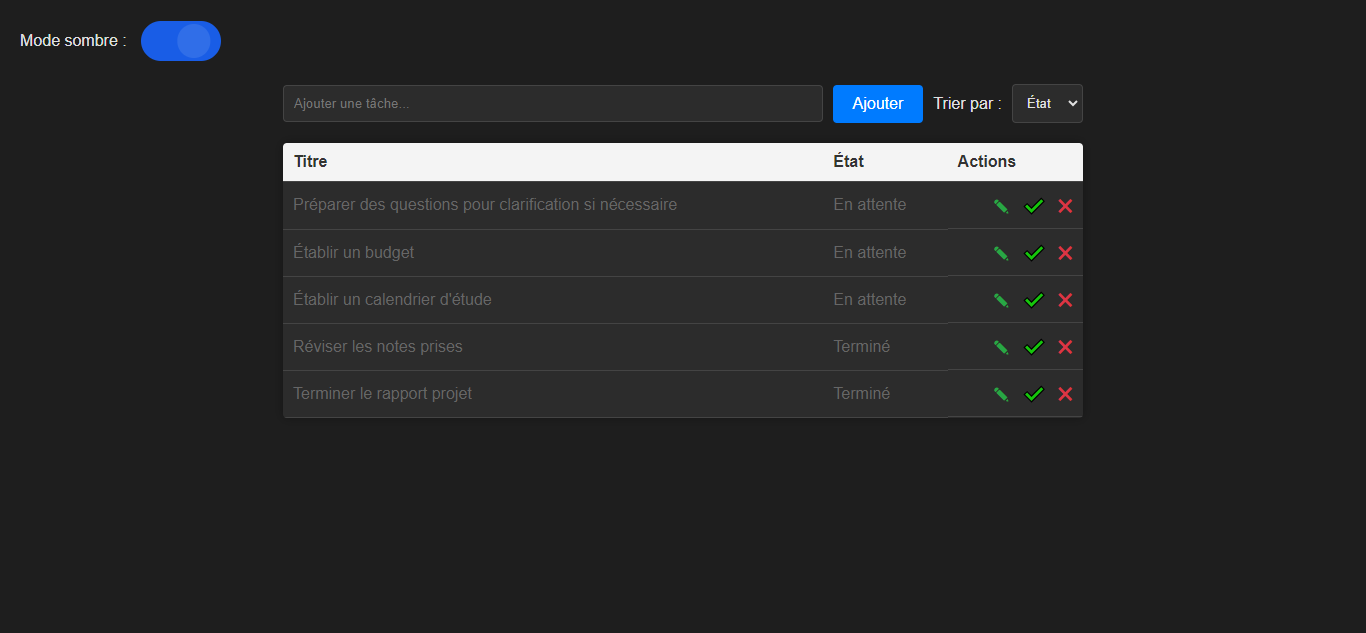 Mode sombre :
Ajouter une tâche... Ajouter Trier par : État
Titre État Actions
Préparer des questions pour clarification si nécessaire En attente
Établir un budget En attente
Établir un calendrier d'étude En attente
Réviser les notes prises Terminé
Terminer le rapport projet Terminé